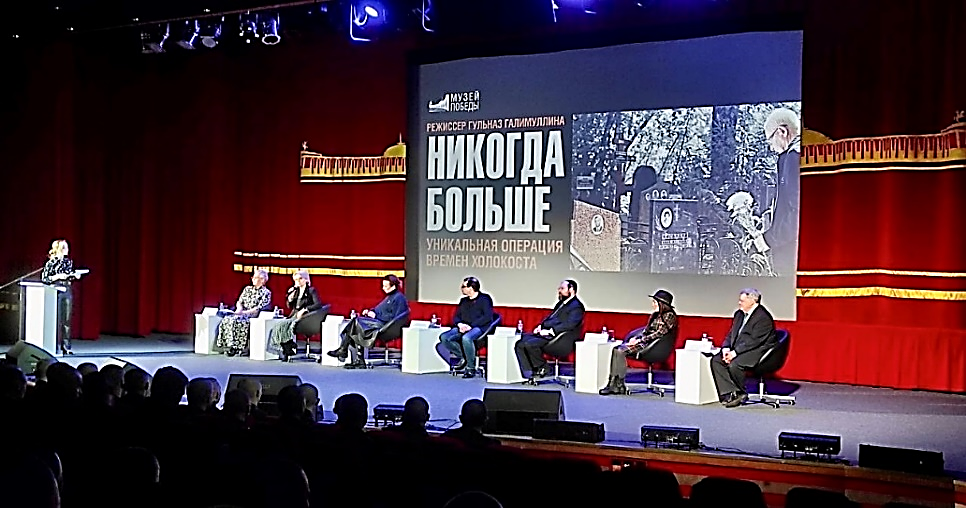 МУЗЕЙ
ПОБЕДЫ
РЕЖИССЕР ГУЛЬНАЗ ГАЛИМУЛЛИНА
НИКОГДА
БОЛЬШЕ
УНИКАЛЬНАЯ ОПЕРАЦИЯ
ВРЕМЕН ХОЛОКОСТА